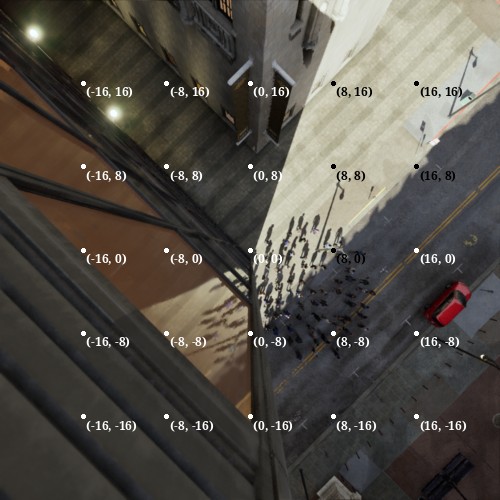 (-16, 16) (-8, 16) (0, 16) (8, 16) (16, 16)
(-16, 8) (-8, 8) (0, 8) (8, 8) (16, 8)
(-16, 0) (-8, 0) (0, 0) (8, 0) (16, 0)
(-16, -8) (-8, -8) (0, -8) (8, -8) (16, -8)
(-16, -16) (-8, -16) (0, -16) (8, -16) (16, -16)